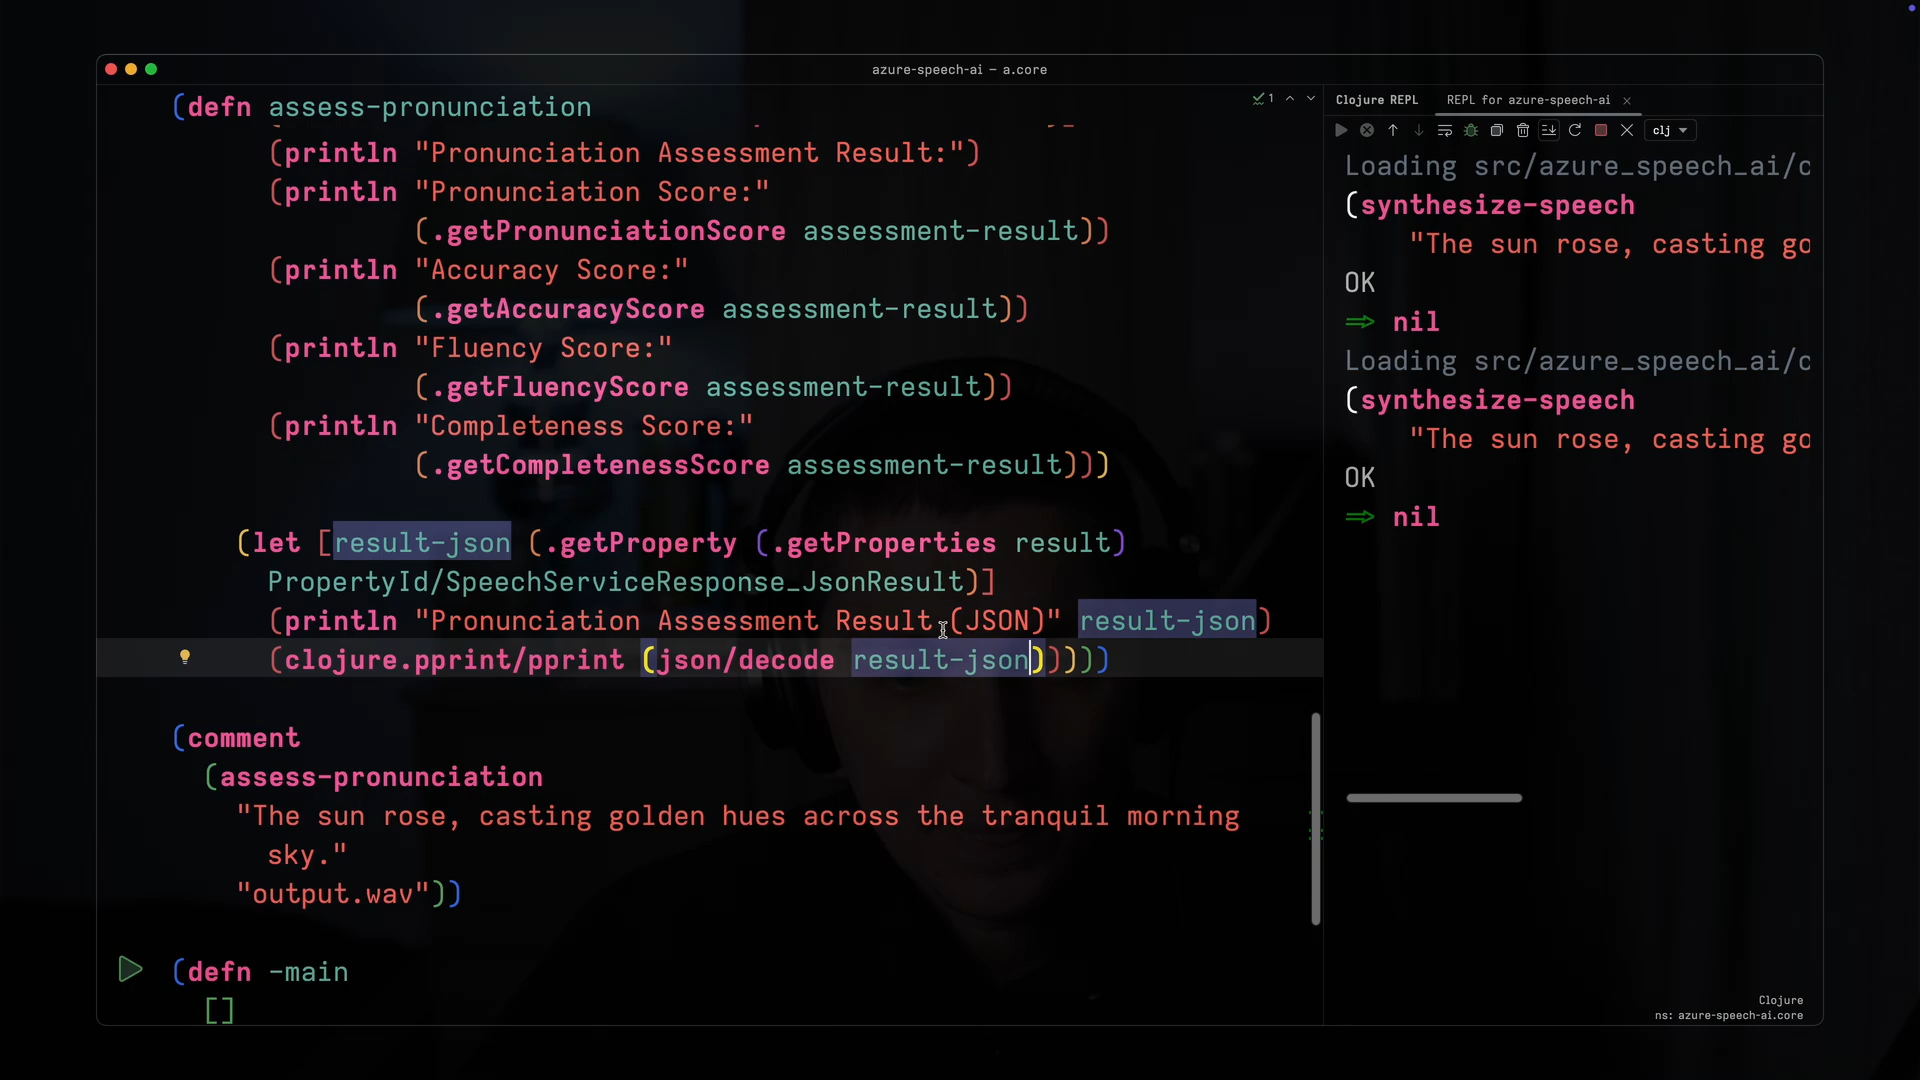 azure-speech-ai – a.core
(defn assess-pronunciation
1
(println "Pronunciation Assessment Result:")
(println "Pronunciation Score:"
(.getPronunciationScore assessment-result))
(println "Accuracy Score:"
(.getAccuracyScore assessment-result))
(println "Fluency Score:"
(.getFluencyScore assessment-result))
(println "Completeness Score:"
(.getCompletenessScore assessment-result)))
(let [result-json (.getProperty (.getProperties result)
PropertyId/SpeechServiceResponse_JsonResult)]
(println "Pronunciation Assessment Result (JSON)" result-json)
(clojure.pprint/pprint (json/decode result-json)))))
(comment
(assess-pronunciation
"The sun rose, casting golden hues across the tranquil morning
sky."
"output.wav"))
(defn -main
[]
Clojure REPL
REPL for azure-speech-ai
clj
Loading src/azure_speech_ai/c
(synthesize-speech
"The sun rose, casting go
OK
=> nil
Loading src/azure_speech_ai/c
(synthesize-speech
"The sun rose, casting go
OK
=> nil
Clojure
ns: azure-speech-ai.core